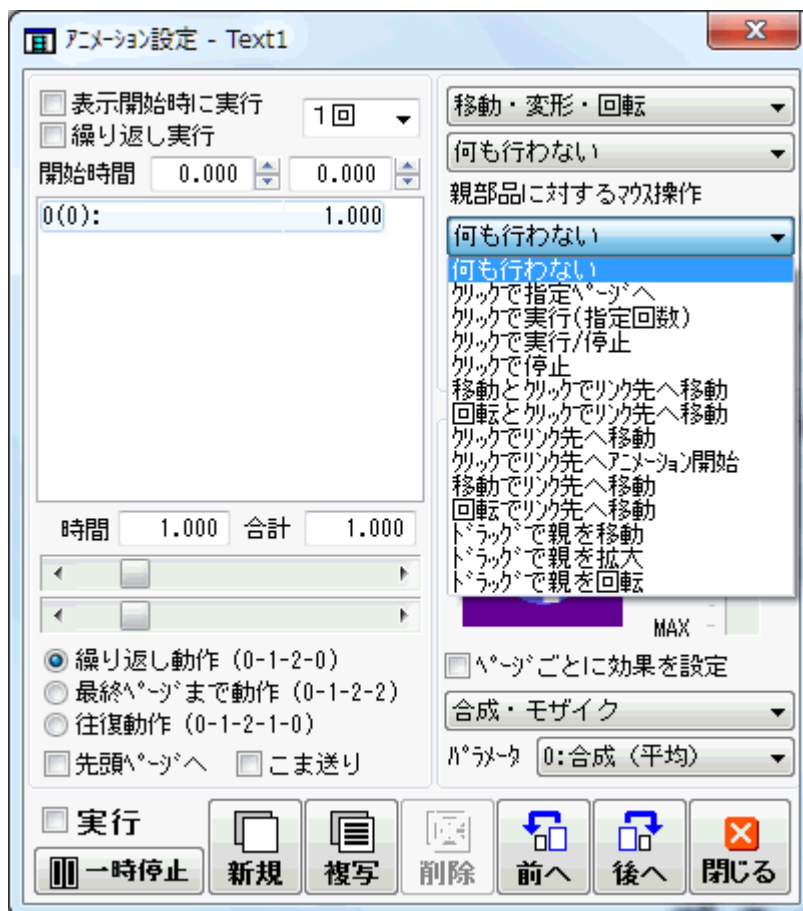 ｱﾆﾒｰｼｮﾝ設定 - Text1
表示開始時に実行
1回
繰り返し実行
開始時間 0.000 0.000
0(0): 1.000
時間 1.000 合計 1.000
繰り返し動作 (0-1-2-0)
最終ﾍﾟｰｼﾞまで動作 (0-1-2-2)
往復動作 (0-1-2-1-0)
先頭ﾍﾟｰｼﾞへ こま送り
移動・変形・回転
何も行わない
親部品に対するﾏｳｽ操作
何も行わない
何も行わない
ｸﾘｯｸで指定ﾍﾟｰｼﾞへ
ｸﾘｯｸで実行(指定回数)
ｸﾘｯｸで実行/停止
ｸﾘｯｸで停止
移動とｸﾘｯｸでﾘﾝｸ先へ移動
回転とｸﾘｯｸでﾘﾝｸ先へ移動
ｸﾘｯｸでﾘﾝｸ先へ移動
ｸﾘｯｸでﾘﾝｸ先へｱﾆﾒｰｼｮﾝ開始
移動でﾘﾝｸ先へ移動
回転でﾘﾝｸ先へ移動
ﾄﾞﾗｯｸﾞで親を移動
ﾄﾞﾗｯｸﾞで親を拡大
ﾄﾞﾗｯｸﾞで親を回転
MAX
ﾍﾟｰｼﾞごとに効果を設定
合成・モザイク
ﾊﾟﾗﾒｰﾀ 0:合成 (平均)
実行
一時停止
新規 複写 削除 前へ 後へ 閉じる